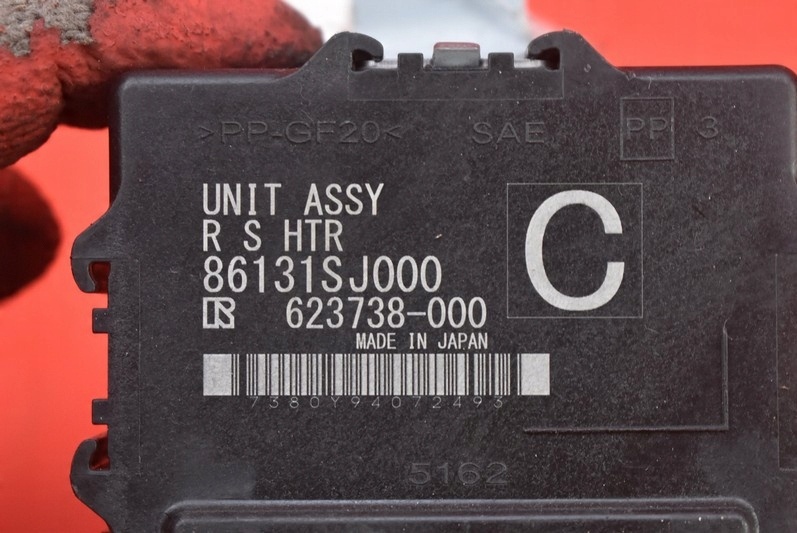 >PP-GF20< SAE PP 3
UNIT ASSY
R S HTR
86131SJ000
C
623738-000
MADE IN JAPAN
7380Y94072493
5162